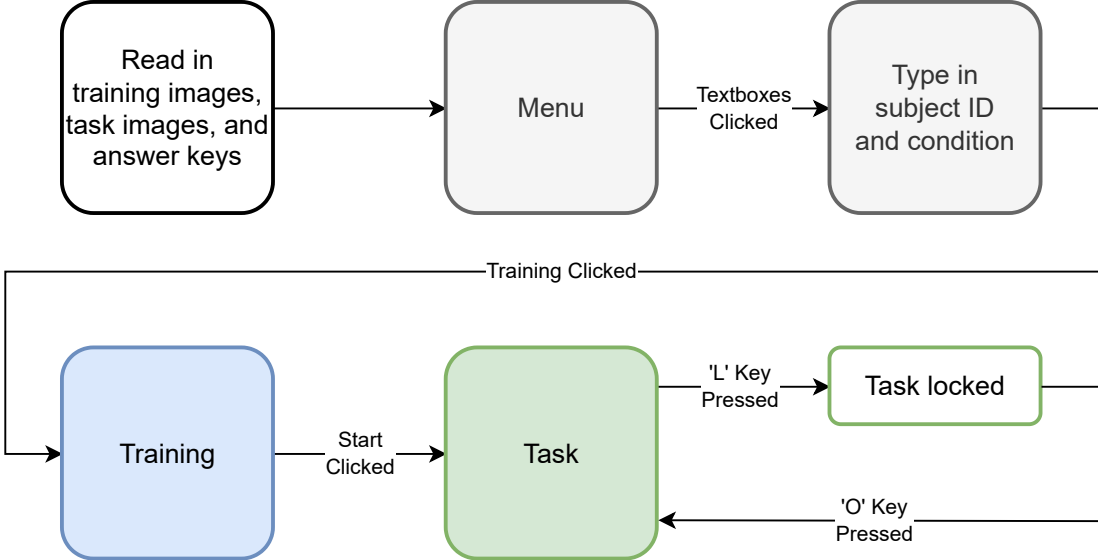 Read in
training images,
task images, and
answer keys
Menu
Textboxes
Clicked
Type in
subject ID
and condition
Training Clicked
Training
Start
Clicked
Task
'L' Key
Pressed
Task locked
'O' Key
Pressed